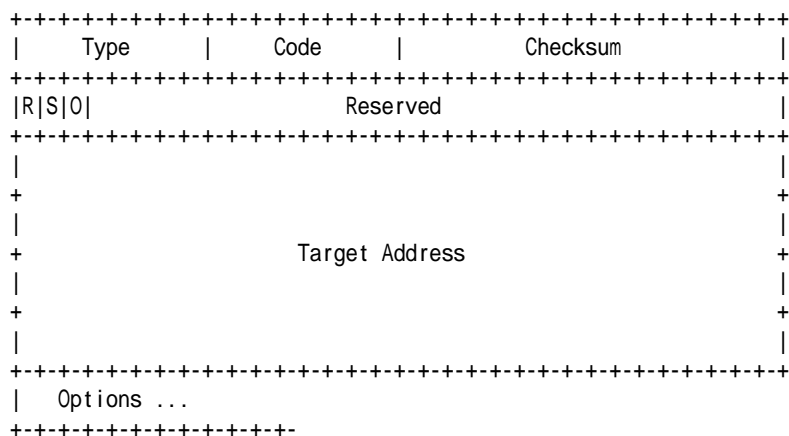 +-+-+-+-+-+-+-+-+-+-+-+-+-+-+-+-+-+-+-+-+-+-+-+-+-+-+-+-+-+-+-+-+
|     Type      |     Code      |          Checksum             |
+-+-+-+-+-+-+-+-+-+-+-+-+-+-+-+-+-+-+-+-+-+-+-+-+-+-+-+-+-+-+-+-+
|R|S|O|                     Reserved                            |
+-+-+-+-+-+-+-+-+-+-+-+-+-+-+-+-+-+-+-+-+-+-+-+-+-+-+-+-+-+-+-+-+
|                                                               |
+                                                               +
|                                                               |
+                       Target Address                          +
|                                                               |
+                                                               +
|                                                               |
+-+-+-+-+-+-+-+-+-+-+-+-+-+-+-+-+-+-+-+-+-+-+-+-+-+-+-+-+-+-+-+-+
|   Options ...
+-+-+-+-+-+-+-+-+-+-+-+-